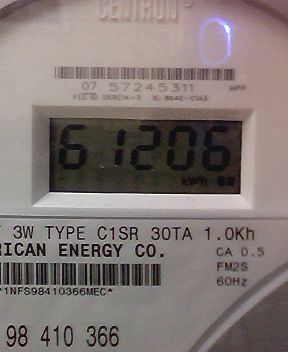 CENTRON®
07 57245311 HPP
61206
kWh
3W TYPE C1SR 30TA 1.0Kh
RICAN ENERGY CO. CA 0.5
FM2S
60Hz
*1NFS98410366MEC*
98 410 366